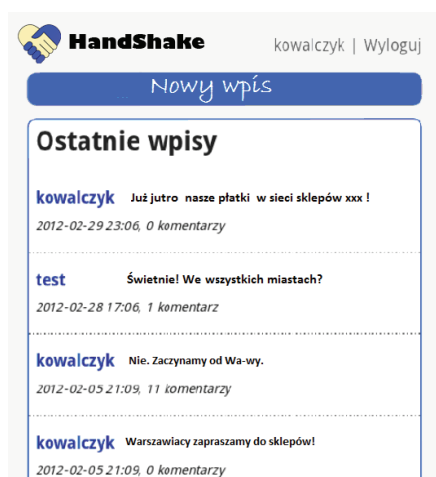 HandShake kowalczyk | Wyloguj
Nowy wpis
Ostatnie wpisy
kowalczyk Już jutro nasze płatki w sieci sklepów xxx !
2012-02-29 23:06, 0 komentarzy
test Świetnie! We wszystkich miastach?
2012-02-28 17:06, 1 komentarz
kowalczyk Nie. Zaczynamy od Wa-wy.
2012-02-05 21:09, 11 komentarzy
kowalczyk Warszawiacy zapraszamy do sklepów!
2012-02-05 21:09, 0 komentarzy